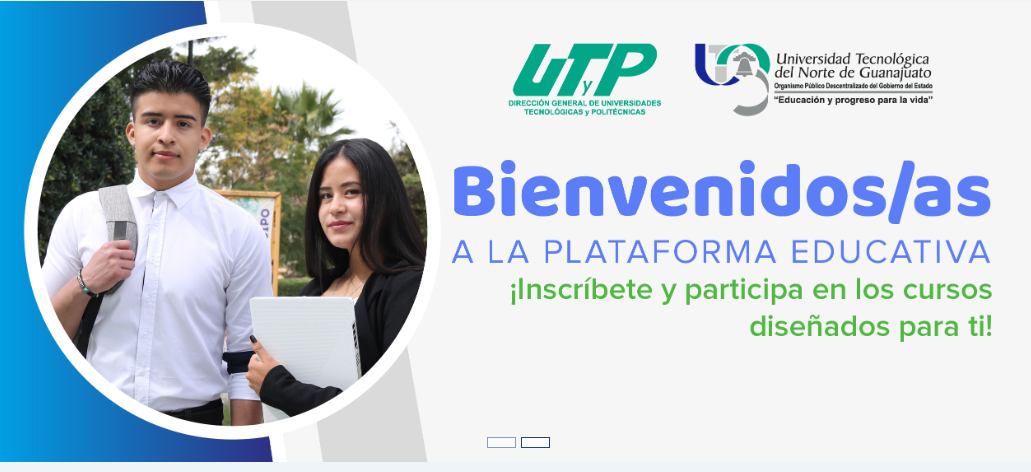 UTyP
DIRECCIÓN GENERAL DE UNIVERSIDADES
TECNOLÓGICAS y POLITÉCNICAS
Universidad Tecnológica
del Norte de Guanajuato
Organismo Público Descentralizado del Gobierno del Estado
"Educación y progreso para la vida"
Bienvenidos/as
A LA PLATAFORMA EDUCATIVA
¡Inscríbete y participa en los cursos
diseñados para ti!